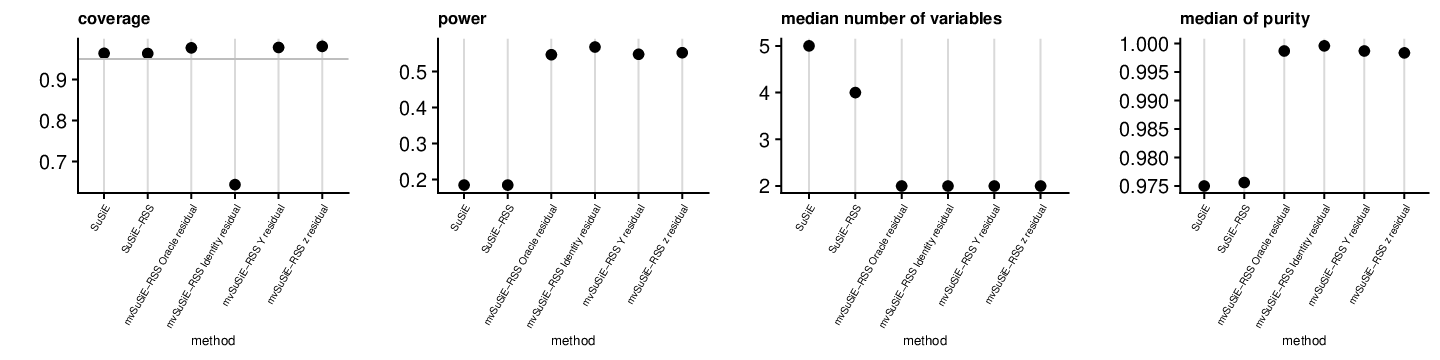 coverage
0.9
0.8
0.7
SuSiE
SuSiE−RSS
mvSuSiE−RSS Oracle residual
mvSuSiE−RSS Identity residual
mvSuSiE−RSS Y residual
mvSuSiE−RSS z residual
method
power
0.5
0.4
0.3
0.2
SuSiE
SuSiE−RSS
mvSuSiE−RSS Oracle residual
mvSuSiE−RSS Identity residual
mvSuSiE−RSS Y residual
mvSuSiE−RSS z residual
method
median number of variables
5
4
3
2
SuSiE
SuSiE−RSS
mvSuSiE−RSS Oracle residual
mvSuSiE−RSS Identity residual
mvSuSiE−RSS Y residual
mvSuSiE−RSS z residual
method
median of purity
1.000
0.995
0.990
0.985
0.980
0.975
SuSiE
SuSiE−RSS
mvSuSiE−RSS Oracle residual
mvSuSiE−RSS Identity residual
mvSuSiE−RSS Y residual
mvSuSiE−RSS z residual
method